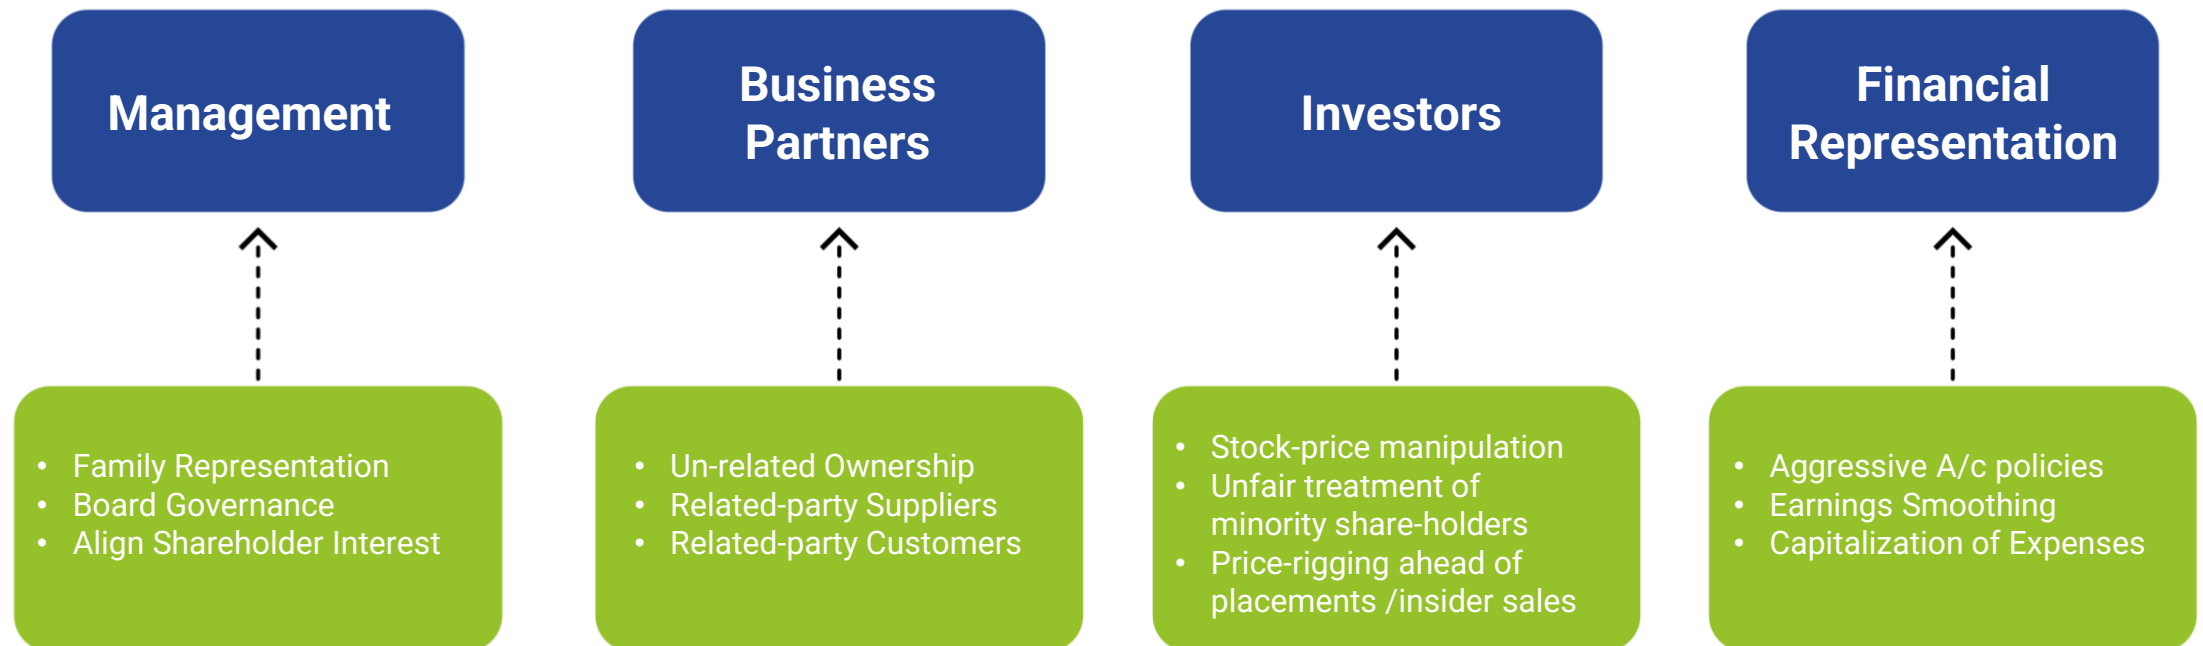 Management
Business
Partners
Investors
Financial
Representation
• Family Representation
• Board Governance
• Align Shareholder Interest
• Un-related Ownership
• Related-party Suppliers
• Related-party Customers
• Stock-price manipulation
• Unfair treatment of
minority share-holders
• Price-rigging ahead of
placements /insider sales
• Aggressive A/c policies
• Earnings Smoothing
• Capitalization of Expenses